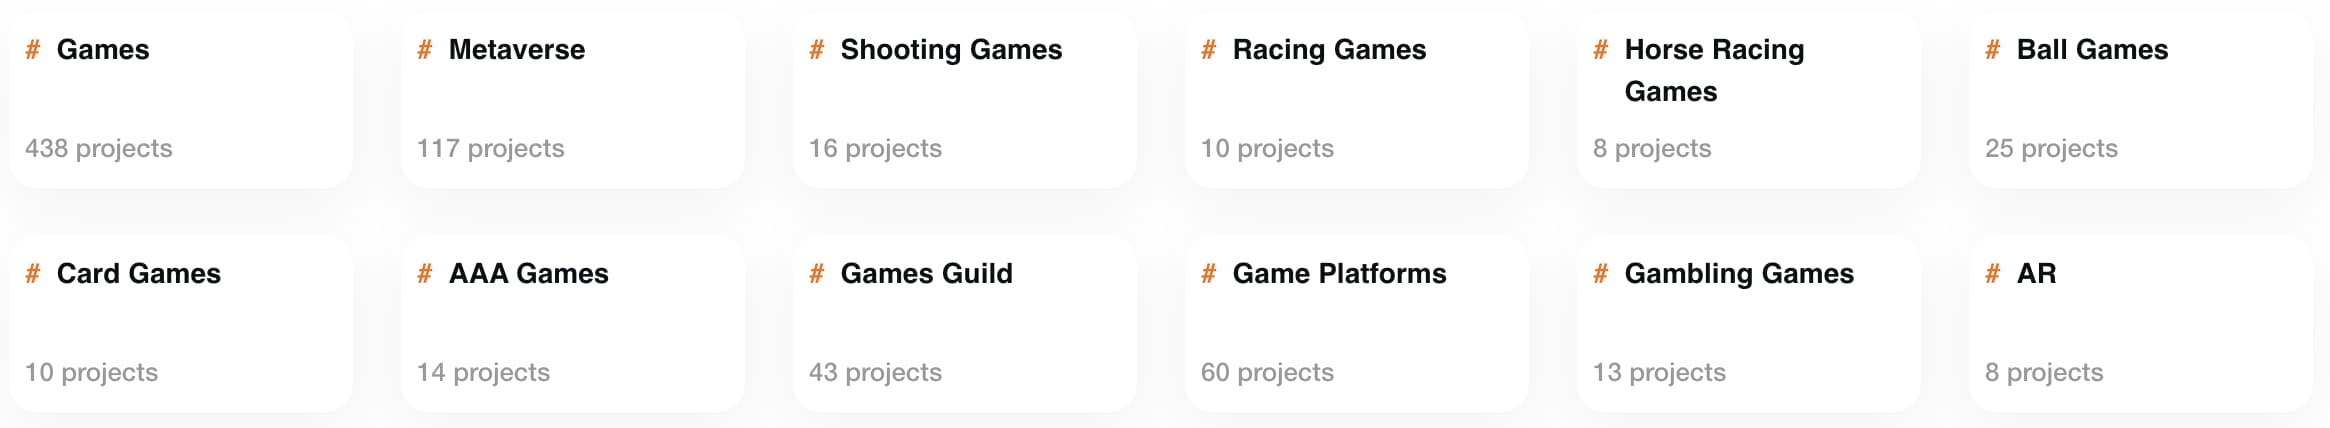 # Games
438 projects
# Metaverse
117 projects
# Shooting Games
16 projects
# Racing Games
10 projects
# Horse Racing
Games
8 projects
# Ball Games
25 projects
# Card Games
10 projects
# AAA Games
14 projects
# Games Guild
43 projects
# Game Platforms
60 projects
# Gambling Games
13 projects
# AR
8 projects